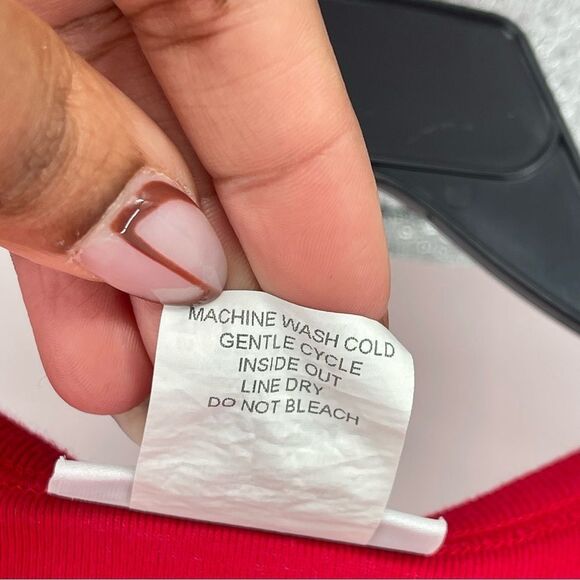 MACHINE WASH COLD
GENTLE CYCLE
INSIDE OUT
LINE DRY
DO NOT BLEACH